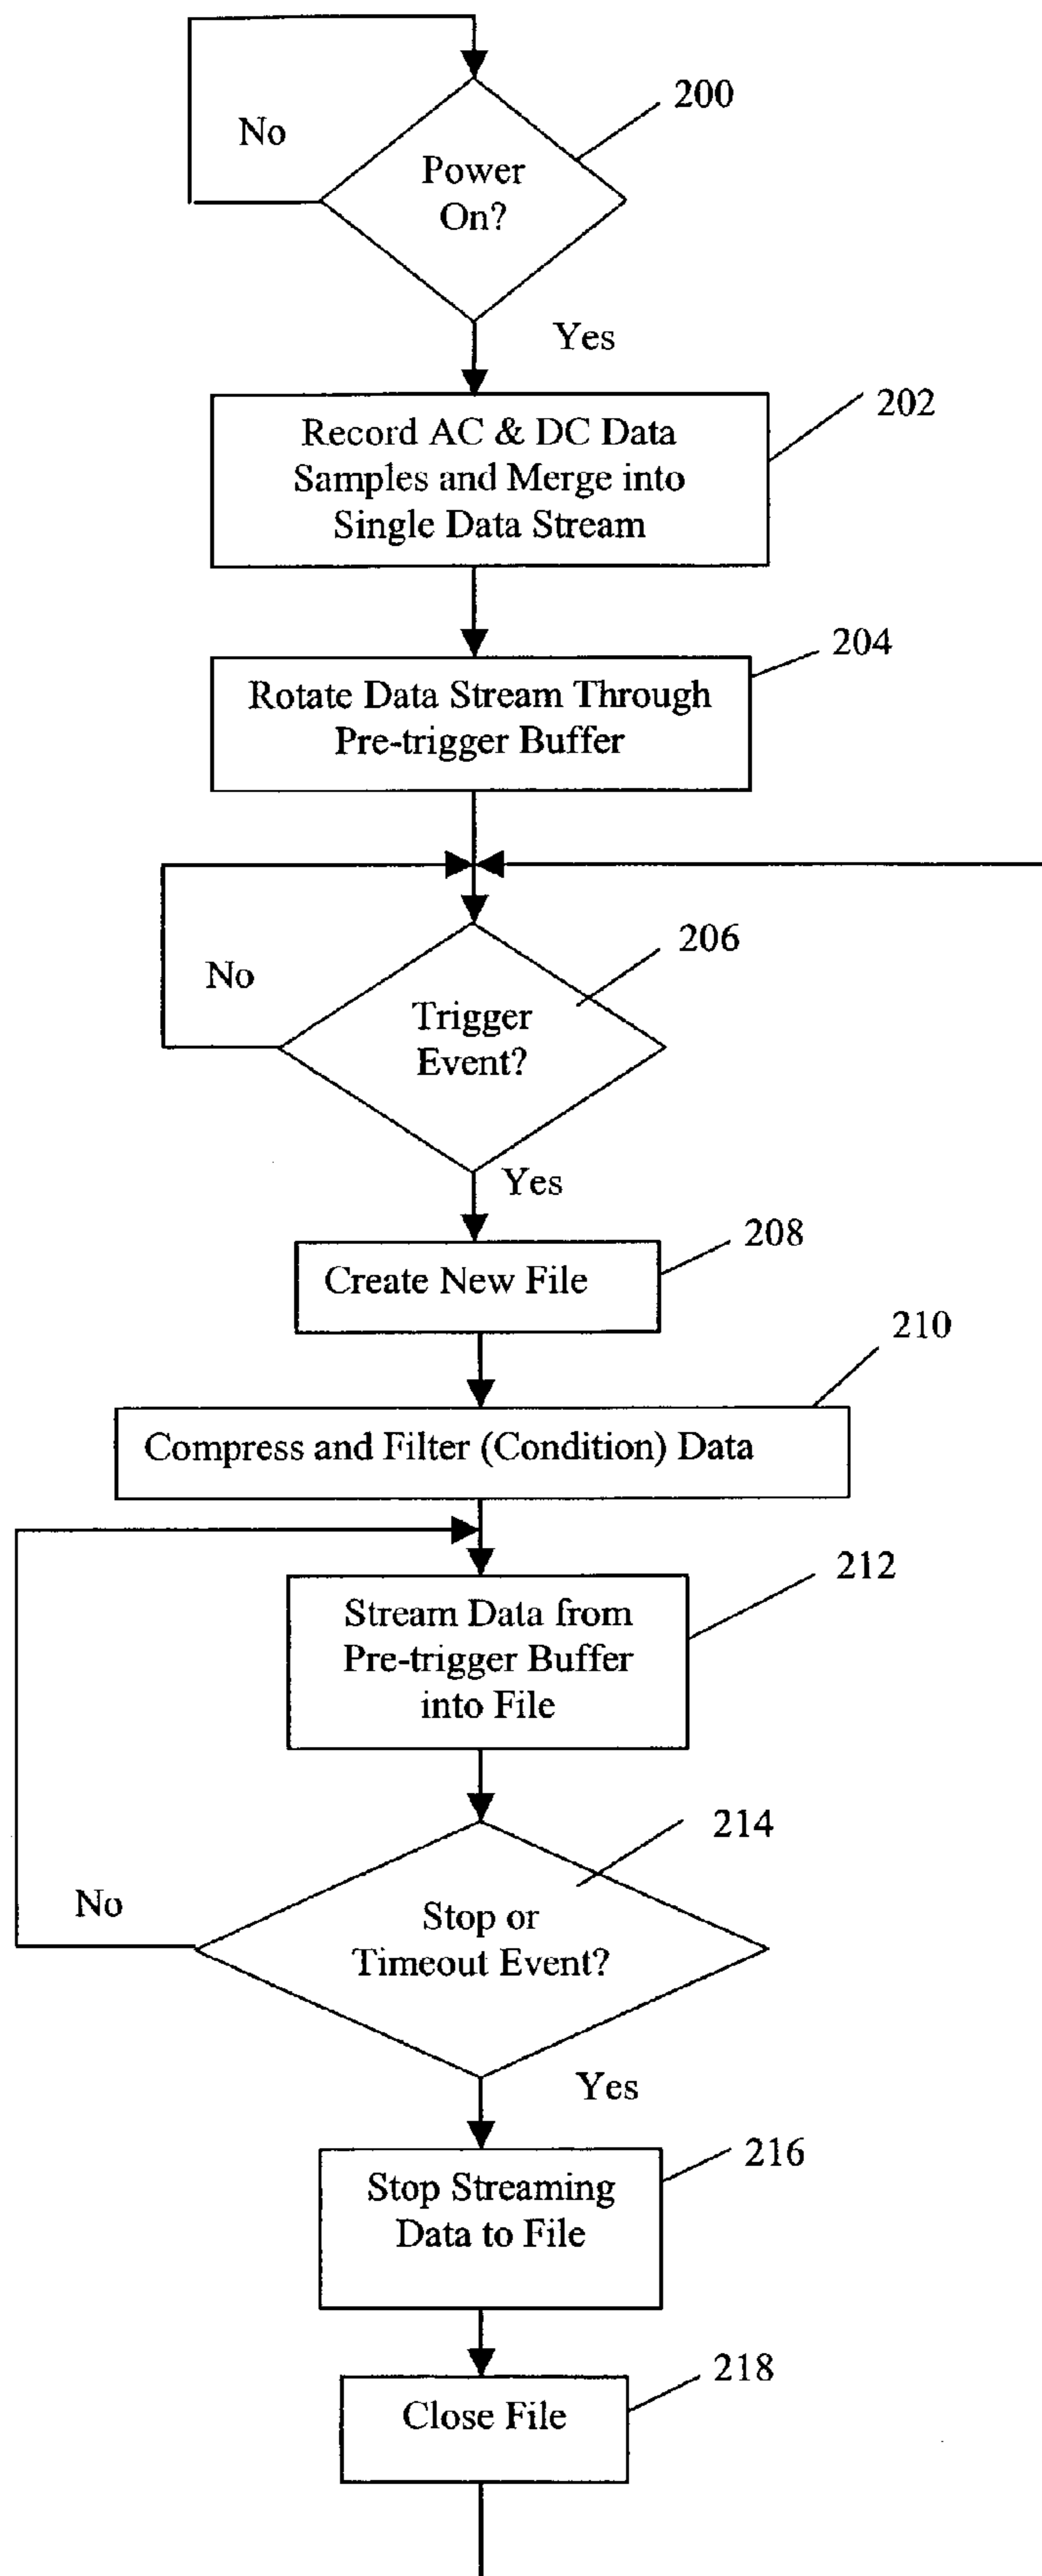 200
No
Power
On?
Yes
202
Record AC & DC Data
Samples and Merge into
Single Data Stream
204
Rotate Data Stream Through
Pre-trigger Buffer
206
No
Trigger
Event?
Yes
208
Create New File
210
Compress and Filter (Condition) Data
212
Stream Data from
Pre-trigger Buffer
into File
214
No
Stop or
Timeout Event?
Yes
216
Stop Streaming
Data to File
218
Close File